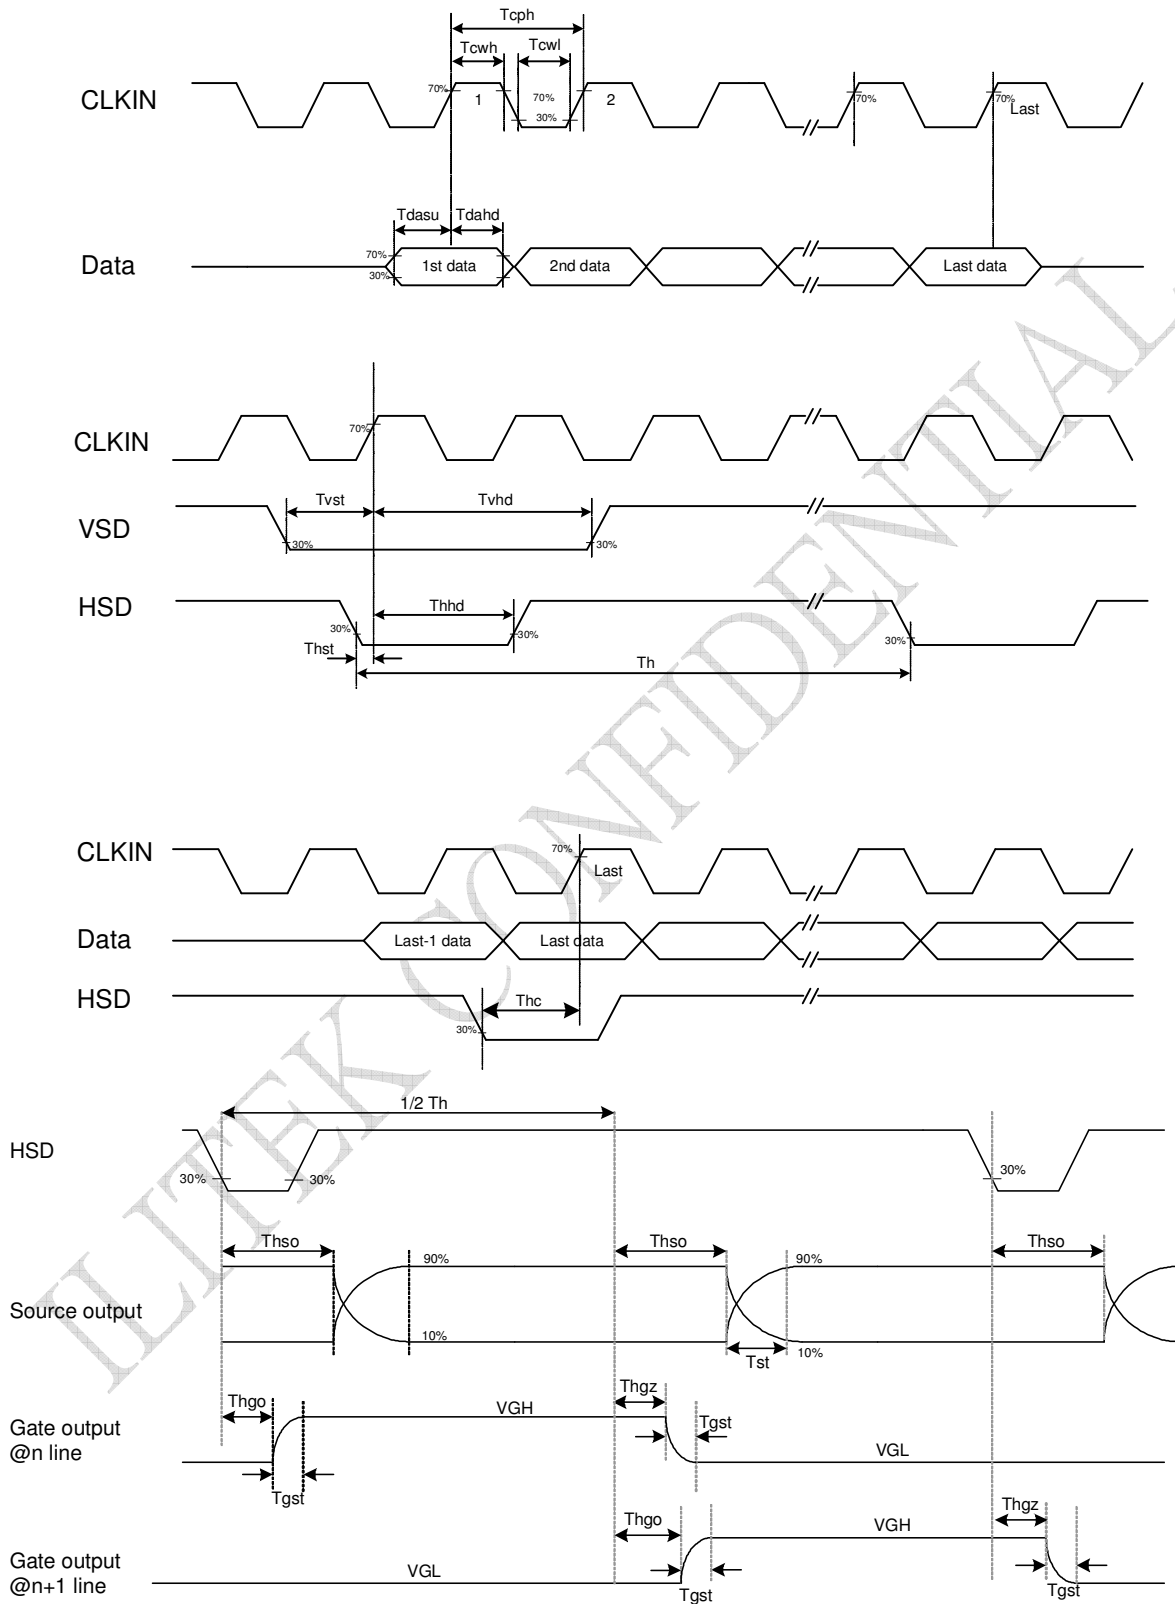 Tcph
Tcwh Tcwl
CLKIN
70% 1 70% 2 70% 70% Last
30%
Tdasu Tdahd
Data
70% 1st data 2nd data Last data
30%
CLKIN
70%
Tvst Tvhd
VSD
30% 30%
HSD
Thhd
30% 30% 30%
Thst
Th
CLKIN
70% Last
Data
Last-1 data Last data
HSD
Thc
30%
1/2 Th
HSD
30% 30% 30%
Thso Thso Thso
90% 90%
Source output
10% Tst 10%
Thgo VGH Thgz
Gate output
@n line
Tgst
VGL
Tgst
Thgo VGH Thgz
Gate output
@n+1 line
VGL
Tgst Tgst
ILITEK CONFIDENTIAL